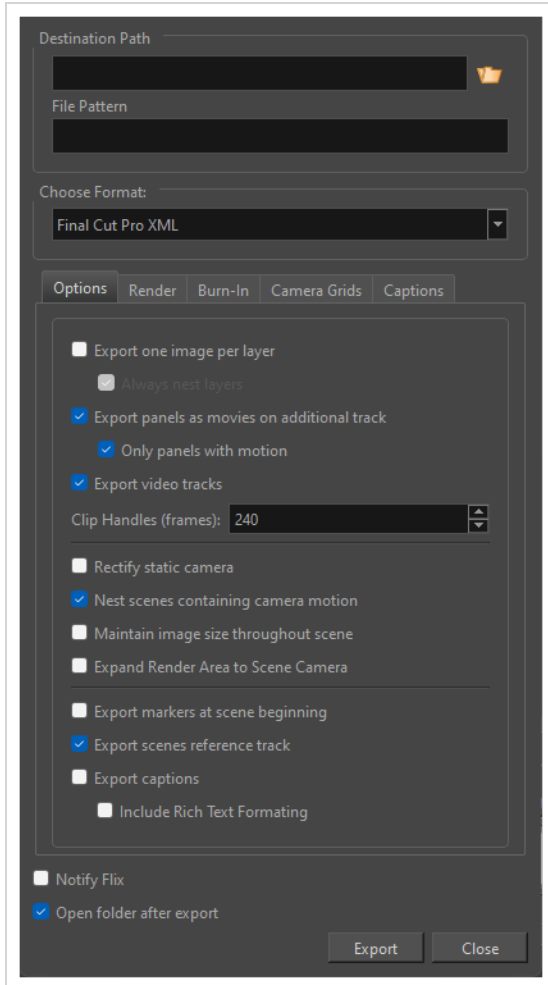 Destination Path
File Pattern
Choose Format:
Final Cut Pro XML
Options Render Burn-In Camera Grids Captions
Export one image per layer
Always nest layers
Export panels as movies on additional track
Only panels with motion
Export video tracks
Clip Handles (frames): 240
Rectify static camera
Nest scenes containing camera motion
Maintain image size throughout scene
Expand Render Area to Scene Camera
Export markers at scene beginning
Export scenes reference track
Export captions
Include Rich Text Formating
Notify Flix
Open folder after export
Export Close